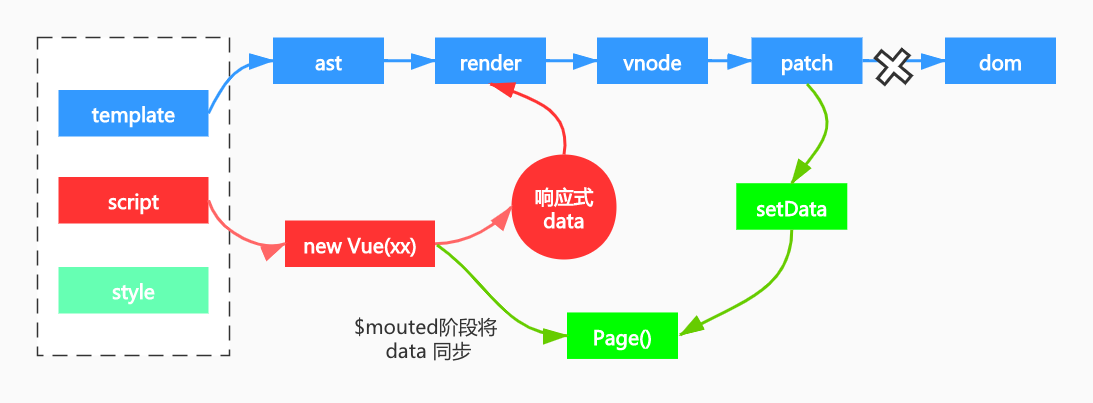 ast
render
vnode
patch
dom
template
script
style
new Vue(xx)
响应式
data
setData
$mouted阶段将
data 同步
Page()